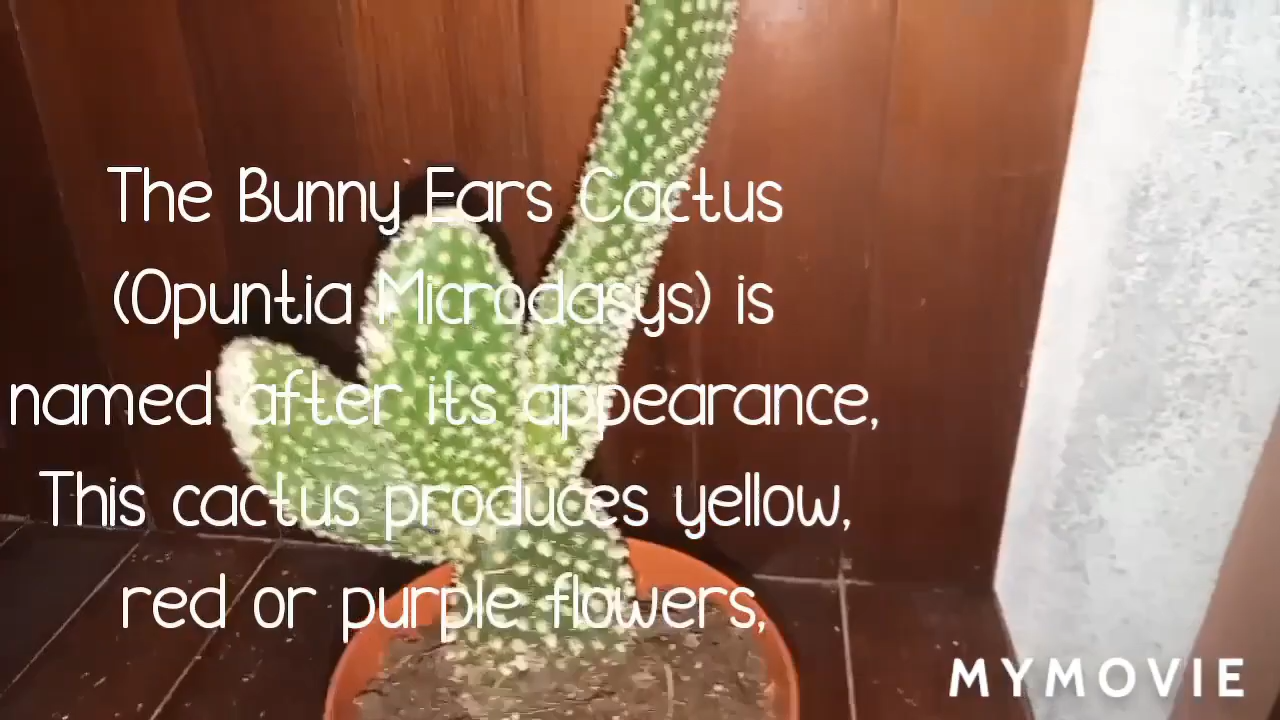 The Bunny Ears Cactus
(Opuntia Microdasys) is
named after its appearance,
This cactus produces yellow,
red or purple flowers,
MYMOVIE